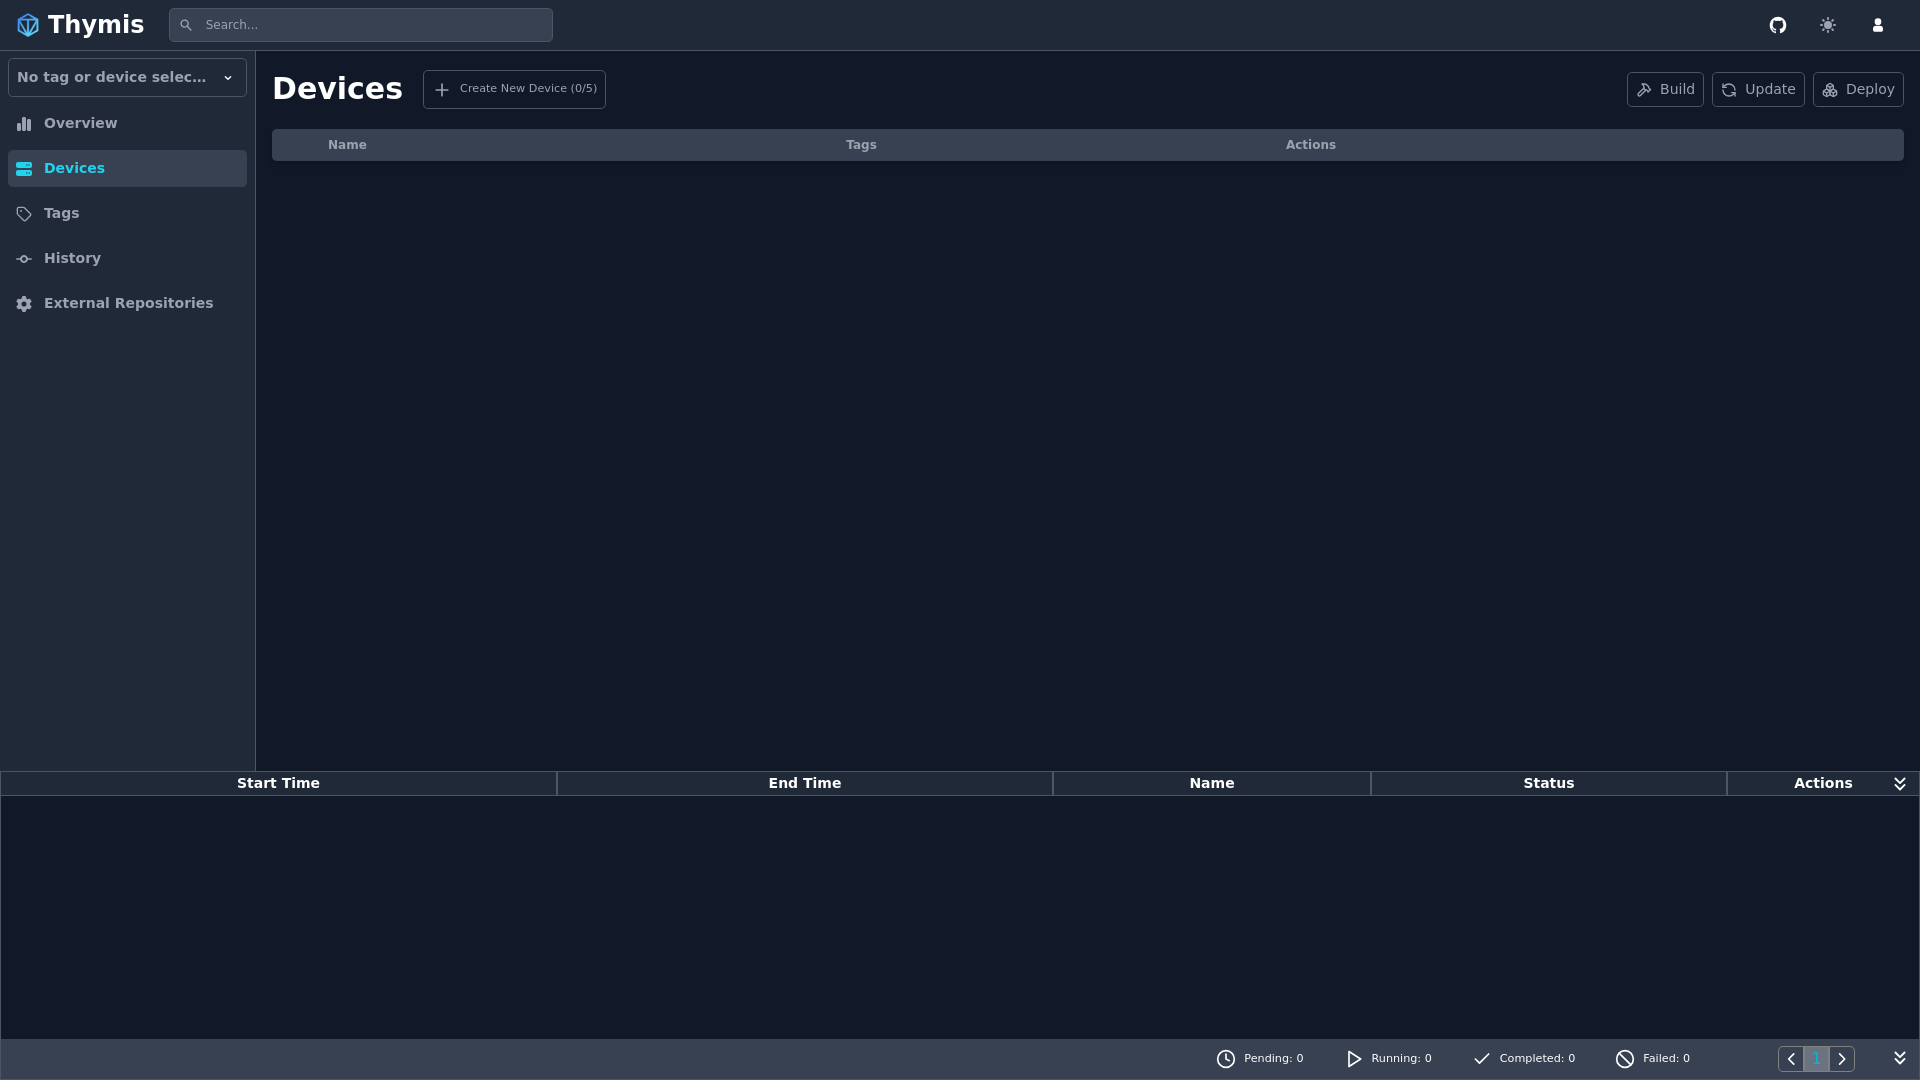 Thymis
Search...
No tag or device selec...
Overview
Devices
Tags
History
External Repositories
Devices
Create New Device (0/5)
Build
Update
Deploy
Name Tags Actions
Start Time End Time Name Status Actions
Pending: 0 Running: 0 Completed: 0 Failed: 0 1